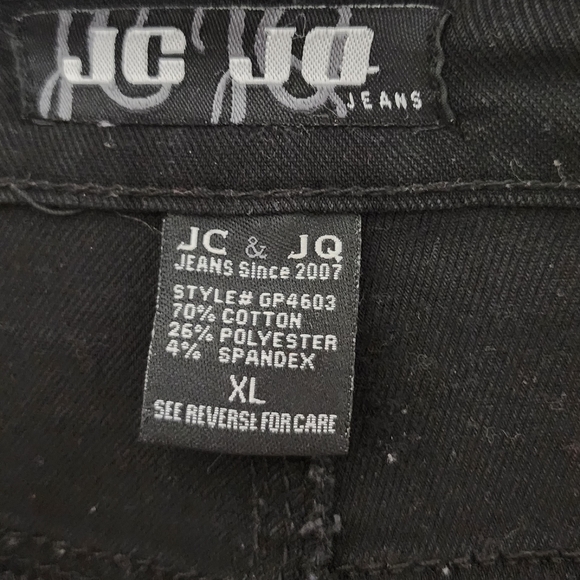 JC JQ
JEANS
JC & JQ
JEANS Since 2007
STYLE# GP4603
70% COTTON
26% POLYESTER
4% SPANDEX
XL
SEE REVERSE FOR CARE